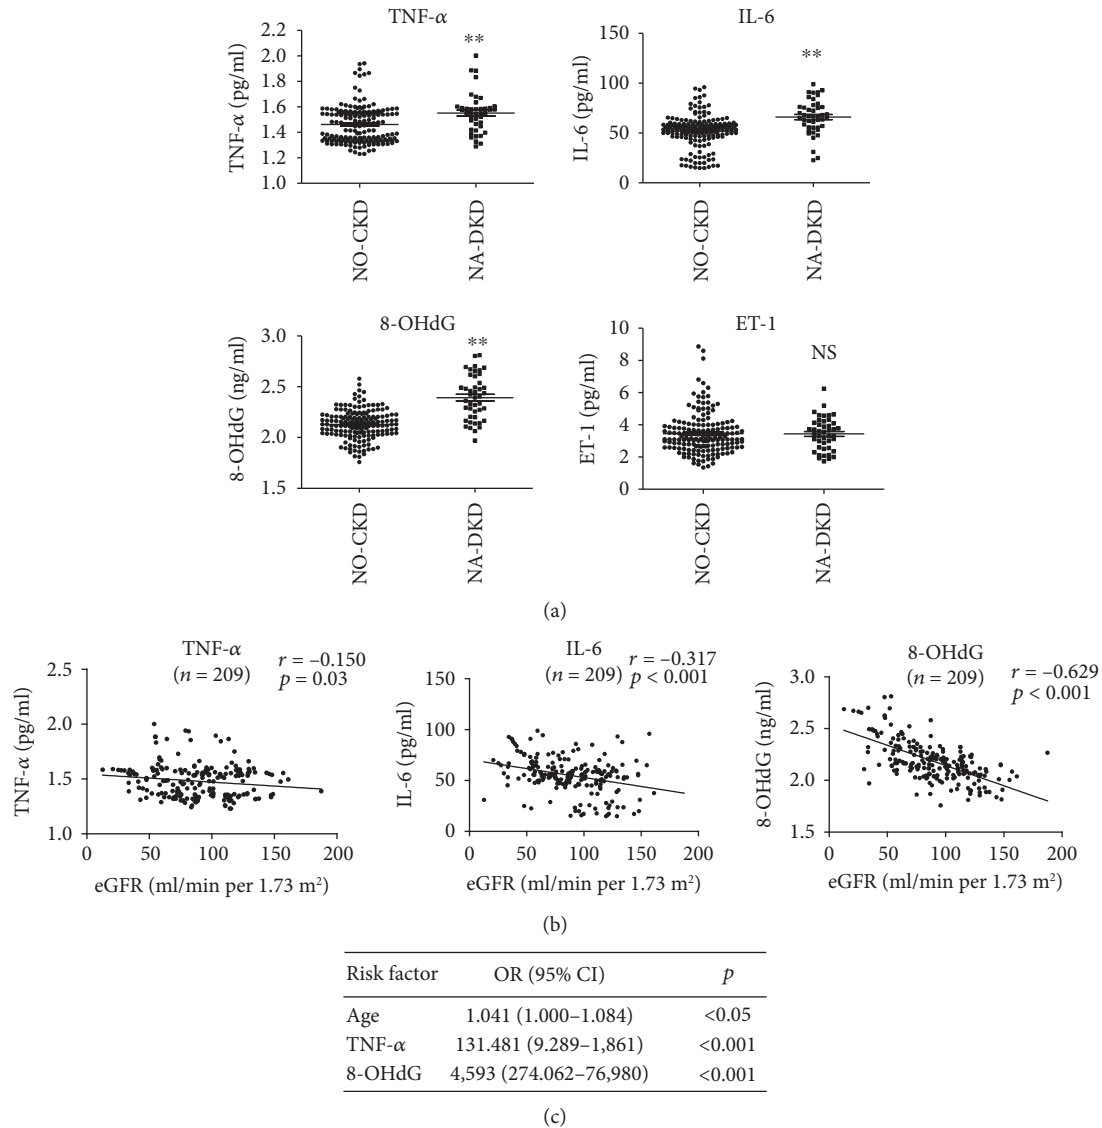 TNF-α
2.2
2.0
1.8
1.6
1.4
1.2
1.0
TNF-α (pg/ml)
**
NO-CKD
NA-DKD
IL-6
150
100
50
0
IL-6 (pg/ml)
**
NO-CKD
NA-DKD
8-OHdG
3.0
2.5
2.0
1.5
8-OHdG (ng/ml)
**
NO-CKD
NA-DKD
ET-1
10
8
6
4
2
0
ET-1 (pg/ml)
NS
NO-CKD
NA-DKD
(a)
TNF-α
(n = 209)
r = –0.150
p = 0.03
2.5
2.0
1.5
1.0
TNF-α (pg/ml)
0 50 100 150 200
eGFR (ml/min per 1.73 m²)
IL-6
(n = 209)
r = –0.317
p < 0.001
150
100
50
0
IL-6 (pg/ml)
0 50 100 150 200
eGFR (ml/min per 1.73 m²)
8-OHdG
(n = 209)
r = –0.629
p < 0.001
3.0
2.5
2.0
1.5
8-OHdG (ng/ml)
0 50 100 150 200
eGFR (ml/min per 1.73 m²)
(b)
Risk factor OR (95% CI) p
Age 1.041 (1.000–1.084) <0.05
TNF-α 131.481 (9.289–1,861) <0.001
8-OHdG 4,593 (274.062–76,980) <0.001
(c)